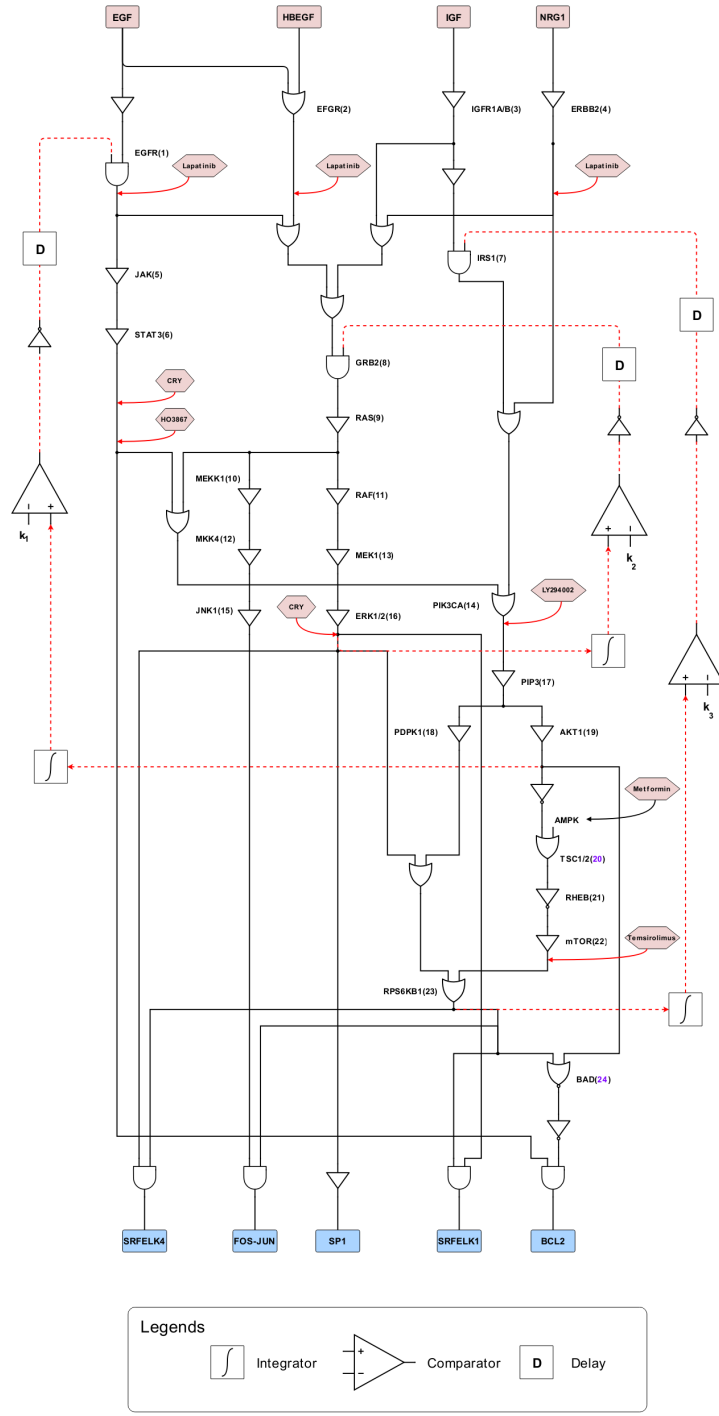 EGF
HBEGF
IGF
NRG1
EFGR(2)
IGFR1A/B(3)
ERBB2(4)
EGFR(1)
Lapatinib
Lapatinib
Lapatinib
D
IRS1(7)
JAK(5)
D
STAT3(6)
GRB2(8)
D
CRY
HO3867
RAS(9)
MEKK1(10)
RAF(11)
– +
k1
+ –
k2
MKK4(12)
MEK1(13)
LY294002
CRY
PIK3CA(14)
JNK1(15)
ERK1/2(16)
∫
PIP3(17)
+ –
k3
PDPK1(18)
AKT1(19)
∫
Metformin
AMPK
TSC1/2(20)
RHEB(21)
Temsirolimus
mTOR(22)
RPS6KB1(23)
∫
BAD(24)
SRFELK4
FOS-JUN
SP1
SRFELK1
BCL2
Legends
∫ Integrator
+
– Comparator
D Delay